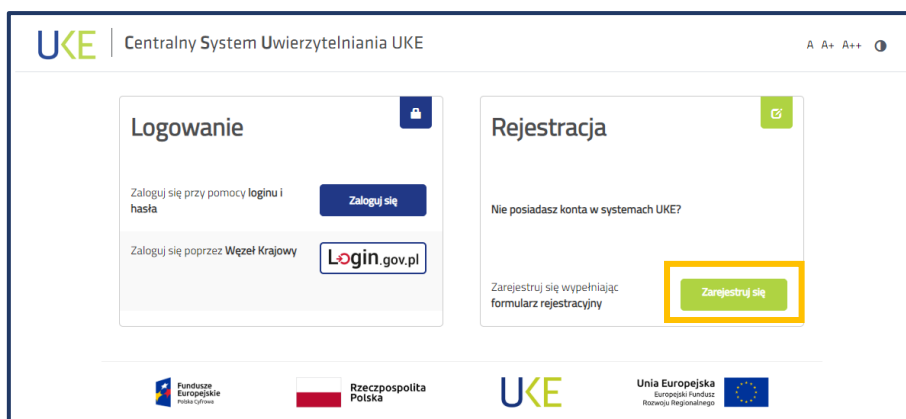 UKE
Centralny System Uwierzytelniania UKE
A A+ A++
Logowanie
Zaloguj się przy pomocy loginu i
hasła
Zaloguj się
Zaloguj się poprzez Węzeł Krajowy
Login.gov.pl
Rejestracja
Nie posiadasz konta w systemach UKE?
Zarejestruj się wypełniając
formularz rejestracyjny
Zarejestruj się
Fundusze
Europejskie
Polska Cyfrowa
Rzeczpospolita
Polska
UKE
Unia Europejska
Europejski Fundusz
Rozwoju Regionalnego